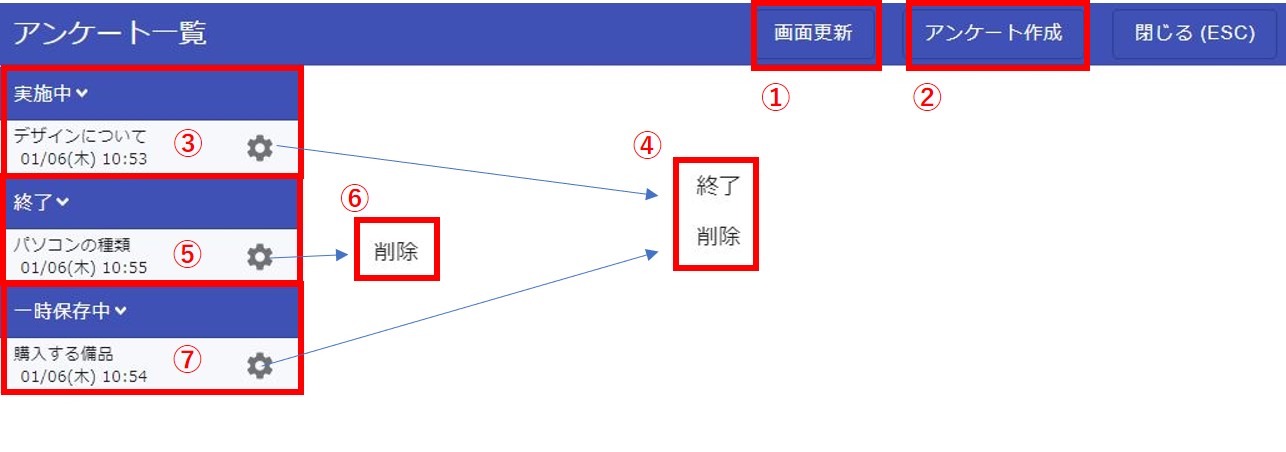 アンケート一覧
画面更新
アンケート作成
閉じる (ESC)
①
②
実施中
デザインについて
01/06(木) 10:53
③
④
終了
削除
終了
パソコンの種類
01/06(木) 10:55
⑤
⑥
削除
一時保存中
購入する備品
01/06(木) 10:54
⑦